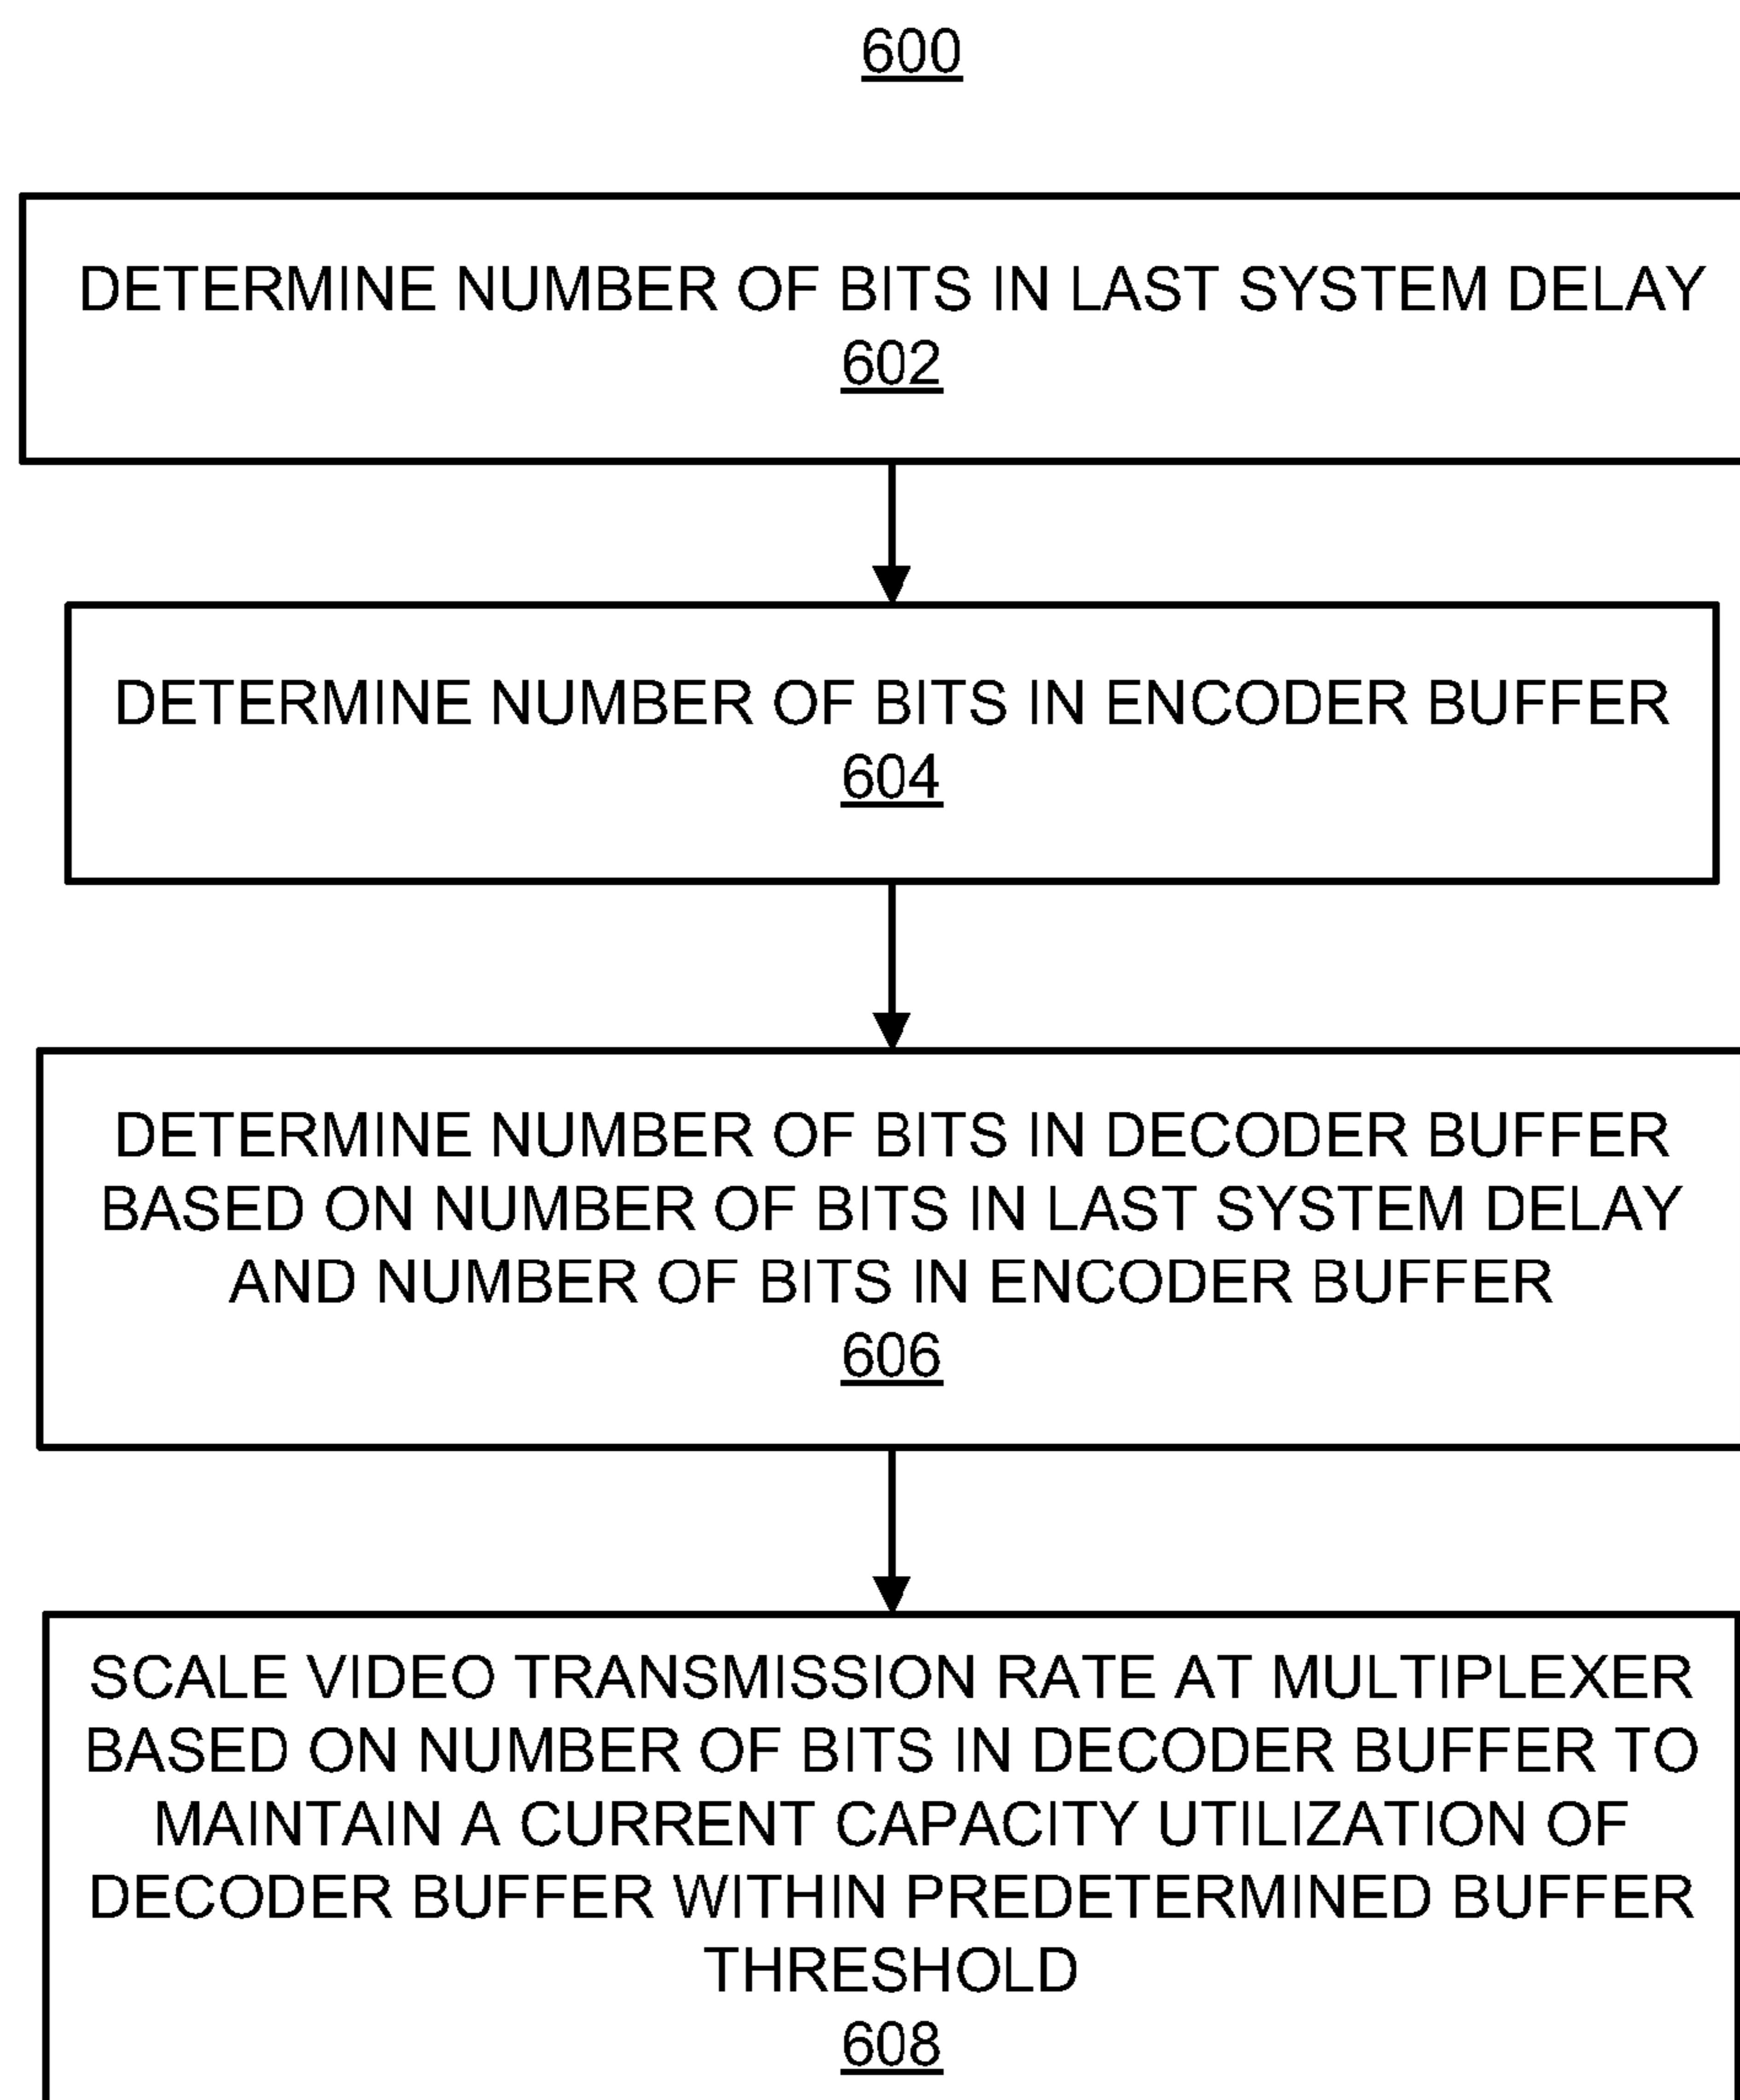 600
DETERMINE NUMBER OF BITS IN LAST SYSTEM DELAY
602
DETERMINE NUMBER OF BITS IN ENCODER BUFFER
604
DETERMINE NUMBER OF BITS IN DECODER BUFFER
BASED ON NUMBER OF BITS IN LAST SYSTEM DELAY
AND NUMBER OF BITS IN ENCODER BUFFER
606
SCALE VIDEO TRANSMISSION RATE AT MULTIPLEXER
BASED ON NUMBER OF BITS IN DECODER BUFFER TO
MAINTAIN A CURRENT CAPACITY UTILIZATION OF
DECODER BUFFER WITHIN PREDETERMINED BUFFER
THRESHOLD
608